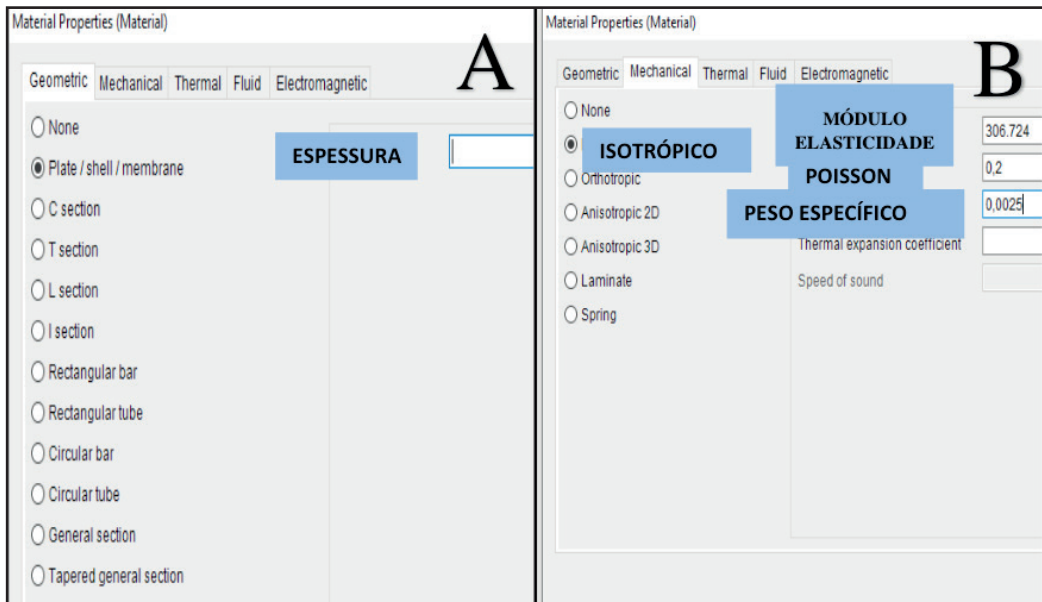 Material Properties (Material)
A
Geometric Mechanical Thermal Fluid Electromagnetic
None
Plate / shell / membrane
ESPESSURA
C section
T section
L section
I section
Rectangular bar
Rectangular tube
Circular bar
Circular tube
General section
Tapered general section
Material Properties (Material)
B
Geometric Mechanical Thermal Fluid Electromagnetic
None
ISOTRÓPICO
Orthotropic
Anisotropic 2D
Anisotropic 3D
Laminate
Spring
MÓDULO
ELASTICIDADE
306.724
POISSON
0,2
PESO ESPECÍFICO
0,0025
Thermal expansion coefficient
Speed of sound